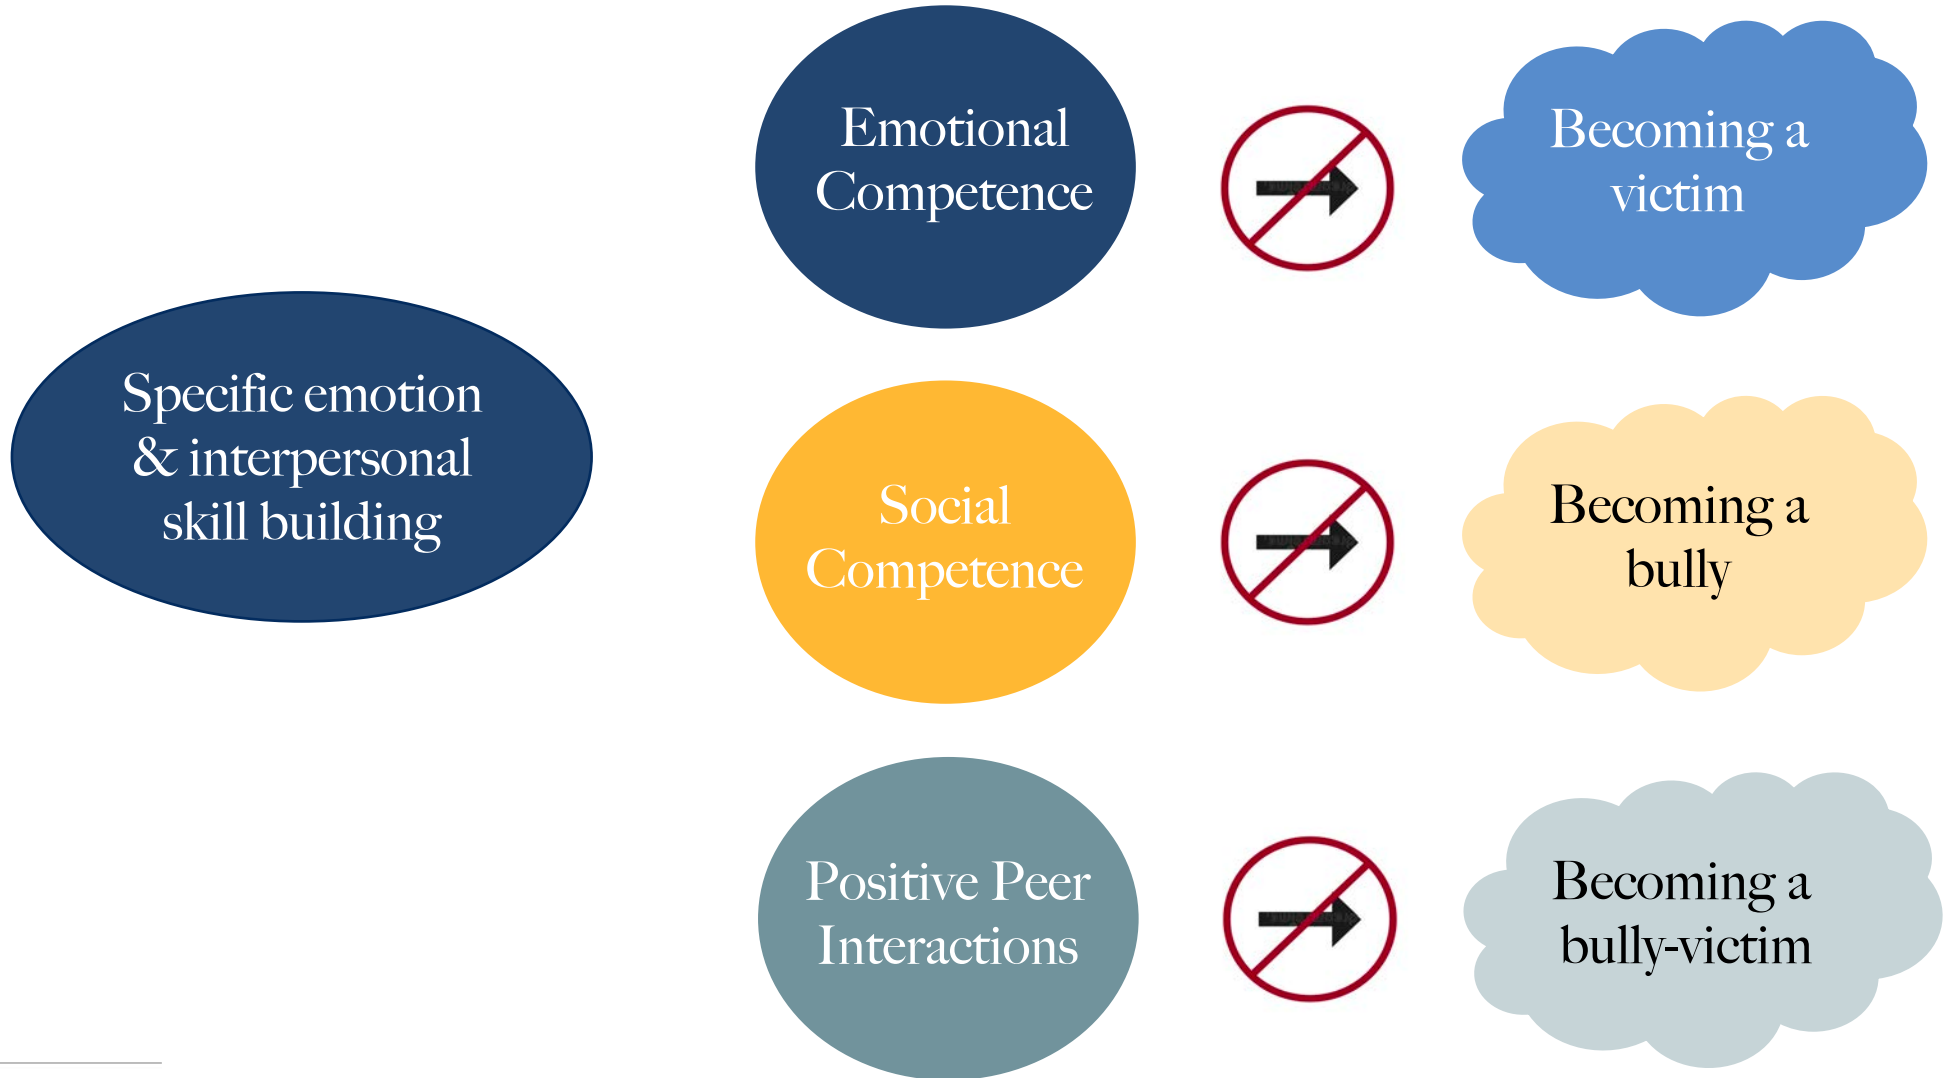 Specific emotion
& interpersonal
skill building
Emotional
Competence
Becoming a
victim
Social
Competence
Becoming a
bully
Positive Peer
Interactions
Becoming a
bully-victim